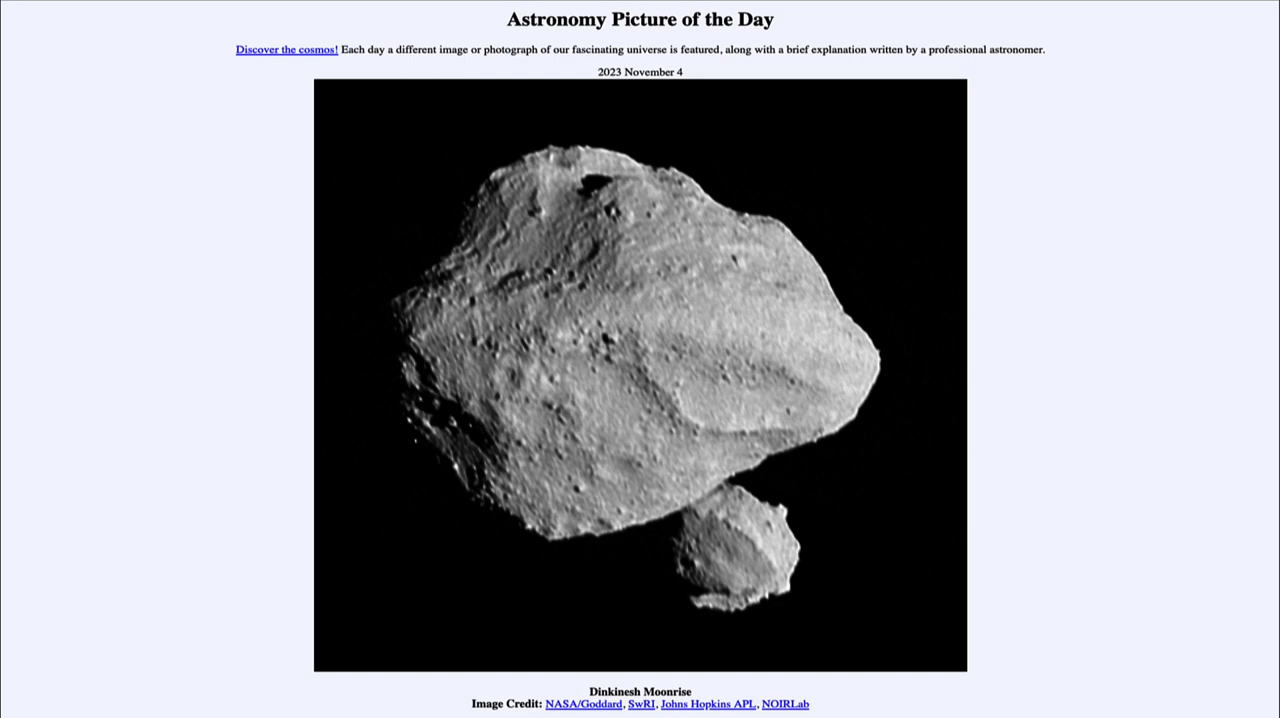 Astronomy Picture of the Day
Discover the cosmos! Each day a different image or photograph of our fascinating universe is featured, along with a brief explanation written by a professional astronomer.
2023 November 4
Dinkinesh Moonrise
Image Credit: NASA/Goddard, SwRI, Johns Hopkins APL, NOIRLab